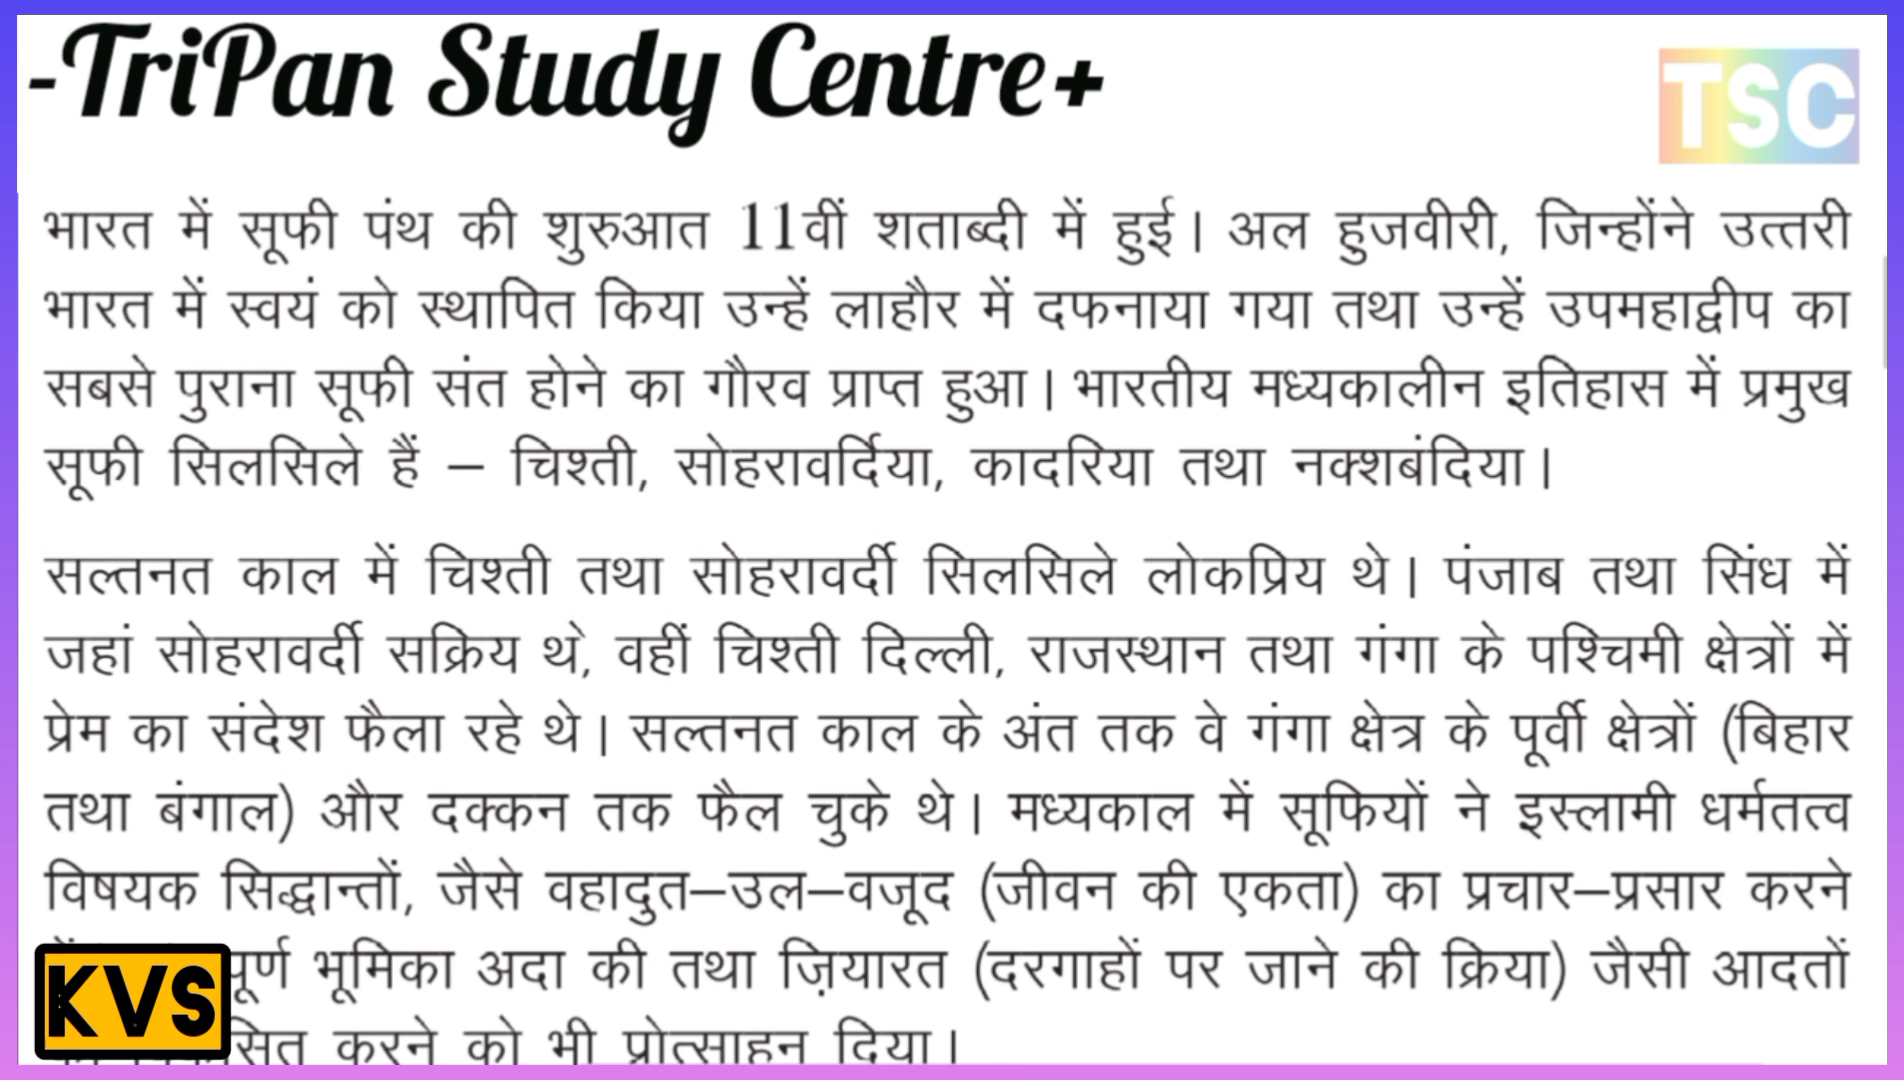 -TriPan Study Centre+
TSC
भारत में सूफी पंथ की शुरुआत 11वीं शताब्दी में हुई। अल हुजवीरी, जिन्होंने उत्तरी
भारत में स्वयं को स्थापित किया उन्हें लाहौर में दफनाया गया तथा उन्हें उपमहाद्वीप का
सबसे पुराना सूफी संत होने का गौरव प्राप्त हुआ। भारतीय मध्यकालीन इतिहास में प्रमुख
सूफी सिलसिले हैं – चिश्ती, सोहरावर्दिया, कादरिया तथा नक्शबंदिया।
सल्तनत काल में चिश्ती तथा सोहरावर्दी सिलसिले लोकप्रिय थे। पंजाब तथा सिंध में
जहां सोहरावर्दी सक्रिय थे, वहीं चिश्ती दिल्ली, राजस्थान तथा गंगा के पश्चिमी क्षेत्रों में
प्रेम का संदेश फैला रहे थे। सल्तनत काल के अंत तक वे गंगा क्षेत्र के पूर्वी क्षेत्रों (बिहार
तथा बंगाल) और दक्कन तक फैल चुके थे। मध्यकाल में सूफियों ने इस्लामी धर्मतत्व
विषयक सिद्धान्तों, जैसे वहादुत–उल–वजूद (जीवन की एकता) का प्रचार–प्रसार करने
पूर्ण भूमिका अदा की तथा ज़ियारत (दरगाहों पर जाने की क्रिया) जैसी आदतों
KVS
करने को भी प्रोत्साहन दिया।